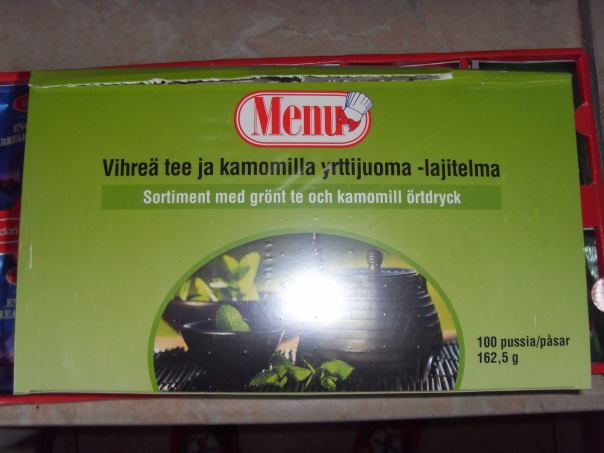 Menu
Vihreä tee ja kamomilla yrttijuoma -lajitelma
Sortiment med grönt te och kamomill örtdryck
100 pussia/påsar
162,5 g